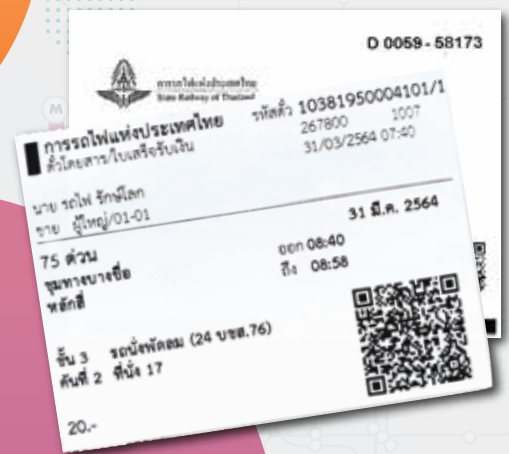 D 0059 - 58173
การรถไฟแห่งประเทศไทย
State Railway of Thailand
M
การรถไฟแห่งประเทศไทย
ตั๋วโดยสาร/ใบเสร็จรับเงิน
รหัสตั๋ว 10381950004101/1
267800 1007
31/03/2564 07:40
นาย รถไฟ รักษ์โลก
ชาย ผู้ใหญ่/01-01
31 มี.ค. 2564
75 ด่วน
ชุมทางบางซื่อ
หลักสี่
ออก 08:40
ถึง 08:58
ชั้น 3 รถนั่งพัดลม (24 บชส.76)
คันที่ 2 ที่นั่ง 17
20.-